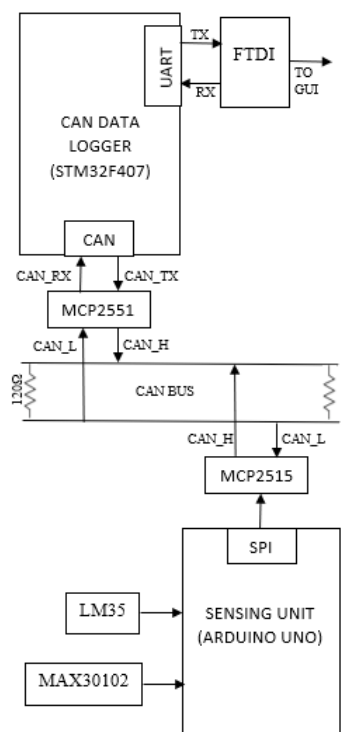 TX
UART
FTDI
RX
TO
GUI
CAN DATA
LOGGER
(STM32F407)
CAN
CAN_RX
CAN_TX
MCP2551
CAN_L
CAN_H
120Ω
CAN BUS
CAN_H
CAN_L
MCP2515
SPI
LM35
SENSING UNIT
(ARDUINO UNO)
MAX30102